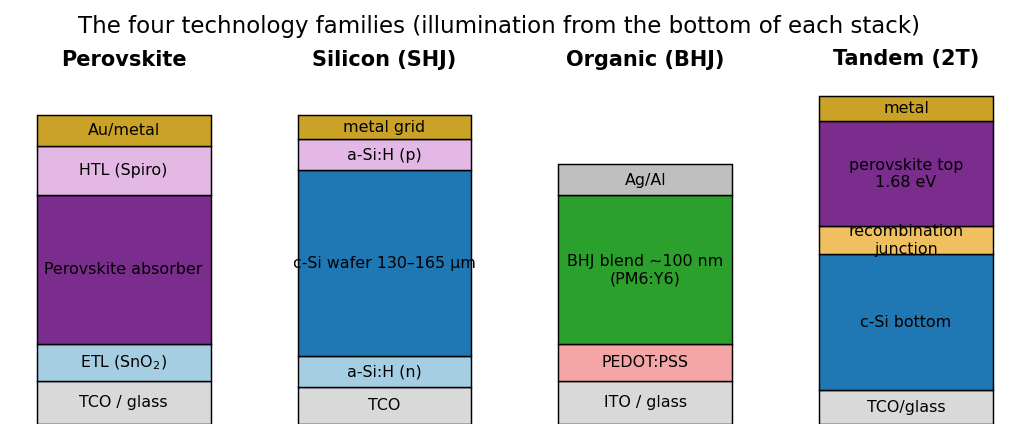 The four technology families (illumination from the bottom of each stack)
Perovskite
Au/metal
HTL (Spiro)
Perovskite absorber
ETL (SnO₂)
TCO / glass
Silicon (SHJ)
metal grid
a-Si:H (p)
c-Si wafer 130–165 μm
a-Si:H (n)
TCO
Organic (BHJ)
Ag/Al
BHJ blend ~100 nm
(PM6:Y6)
PEDOT:PSS
ITO / glass
Tandem (2T)
metal
perovskite top
1.68 eV
recombination
junction
c-Si bottom
TCO/glass